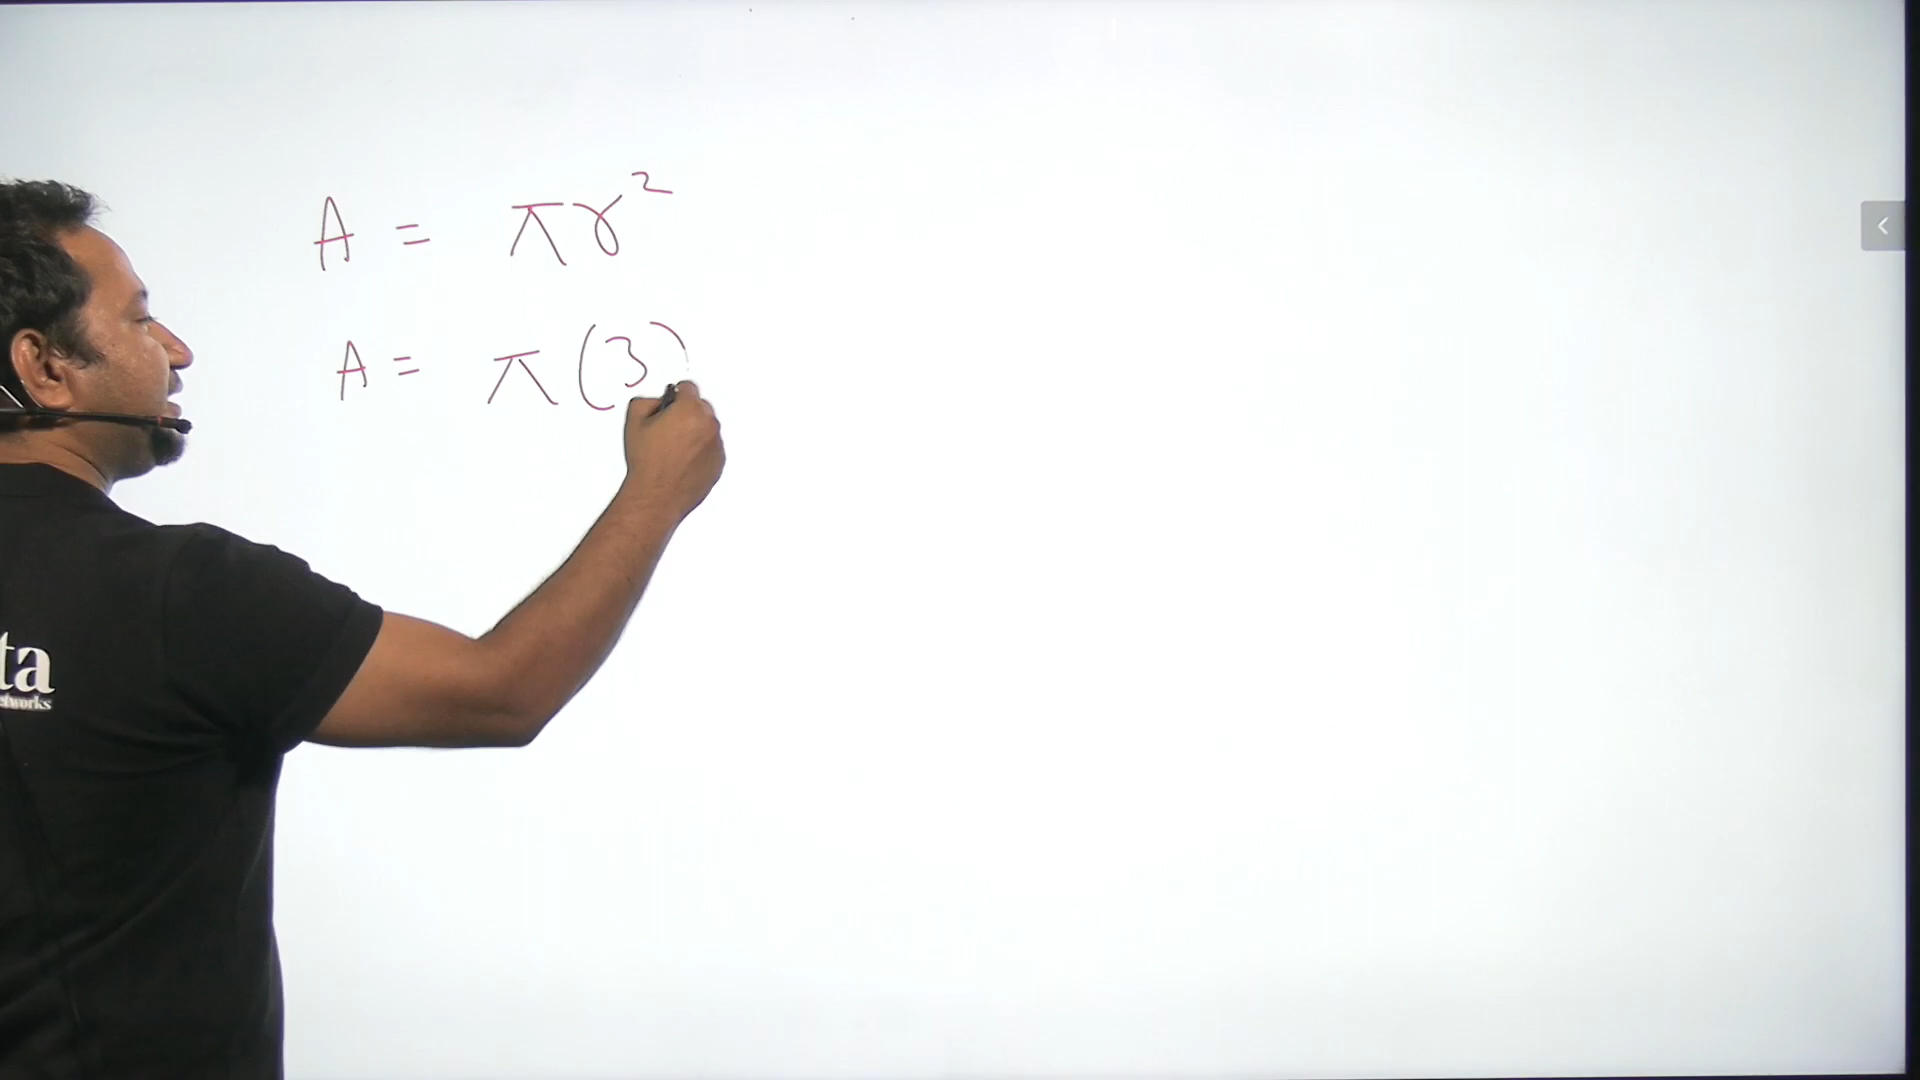 A = πr²
A = π(3)
ta
etworks